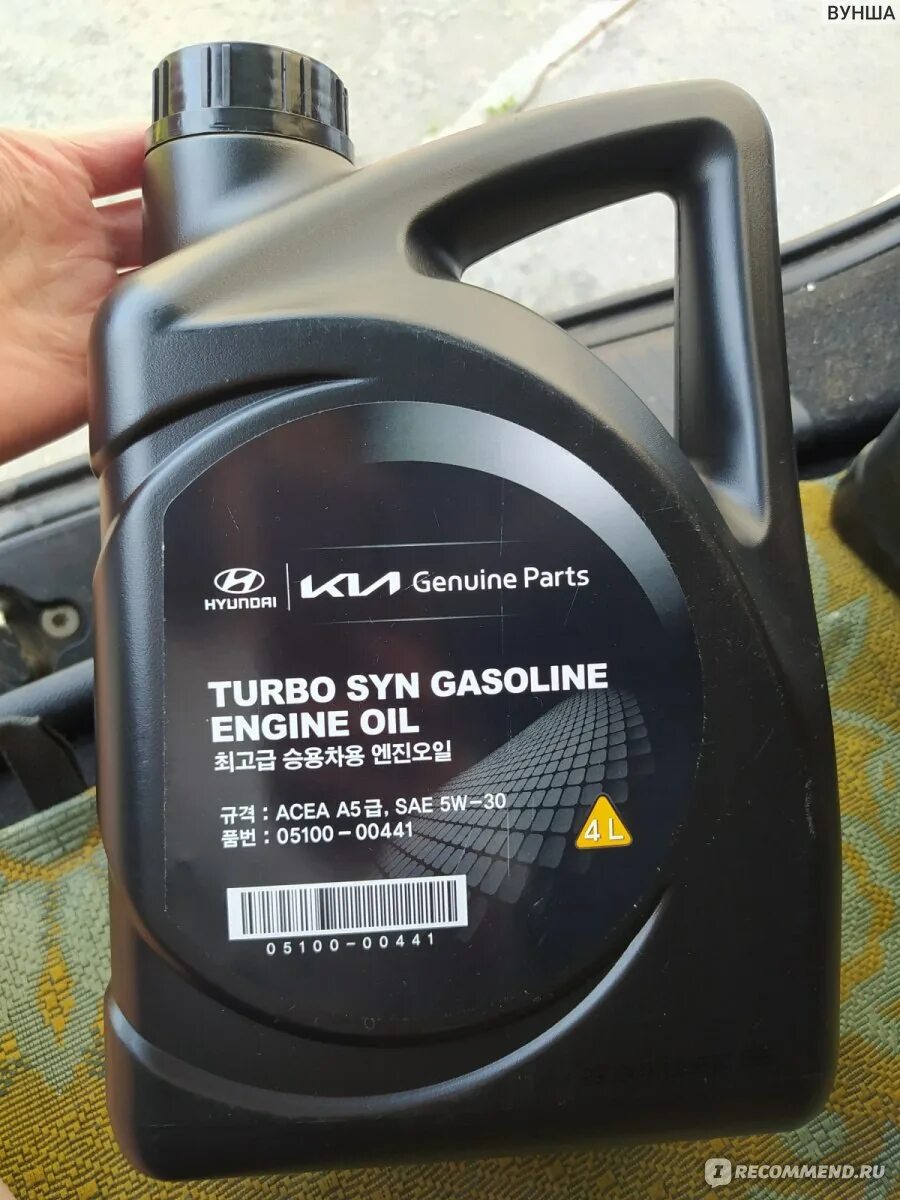 ВУНША
HYUNDAI KIA Genuine Parts
TURBO SYN GASOLINE
ENGINE OIL
최고급 승용차용 엔진오일
규격 : ACEA A5급, SAE 5W-30
품번 : 05100-00441
4 L
05100-00441
IRECOMMEND.RU